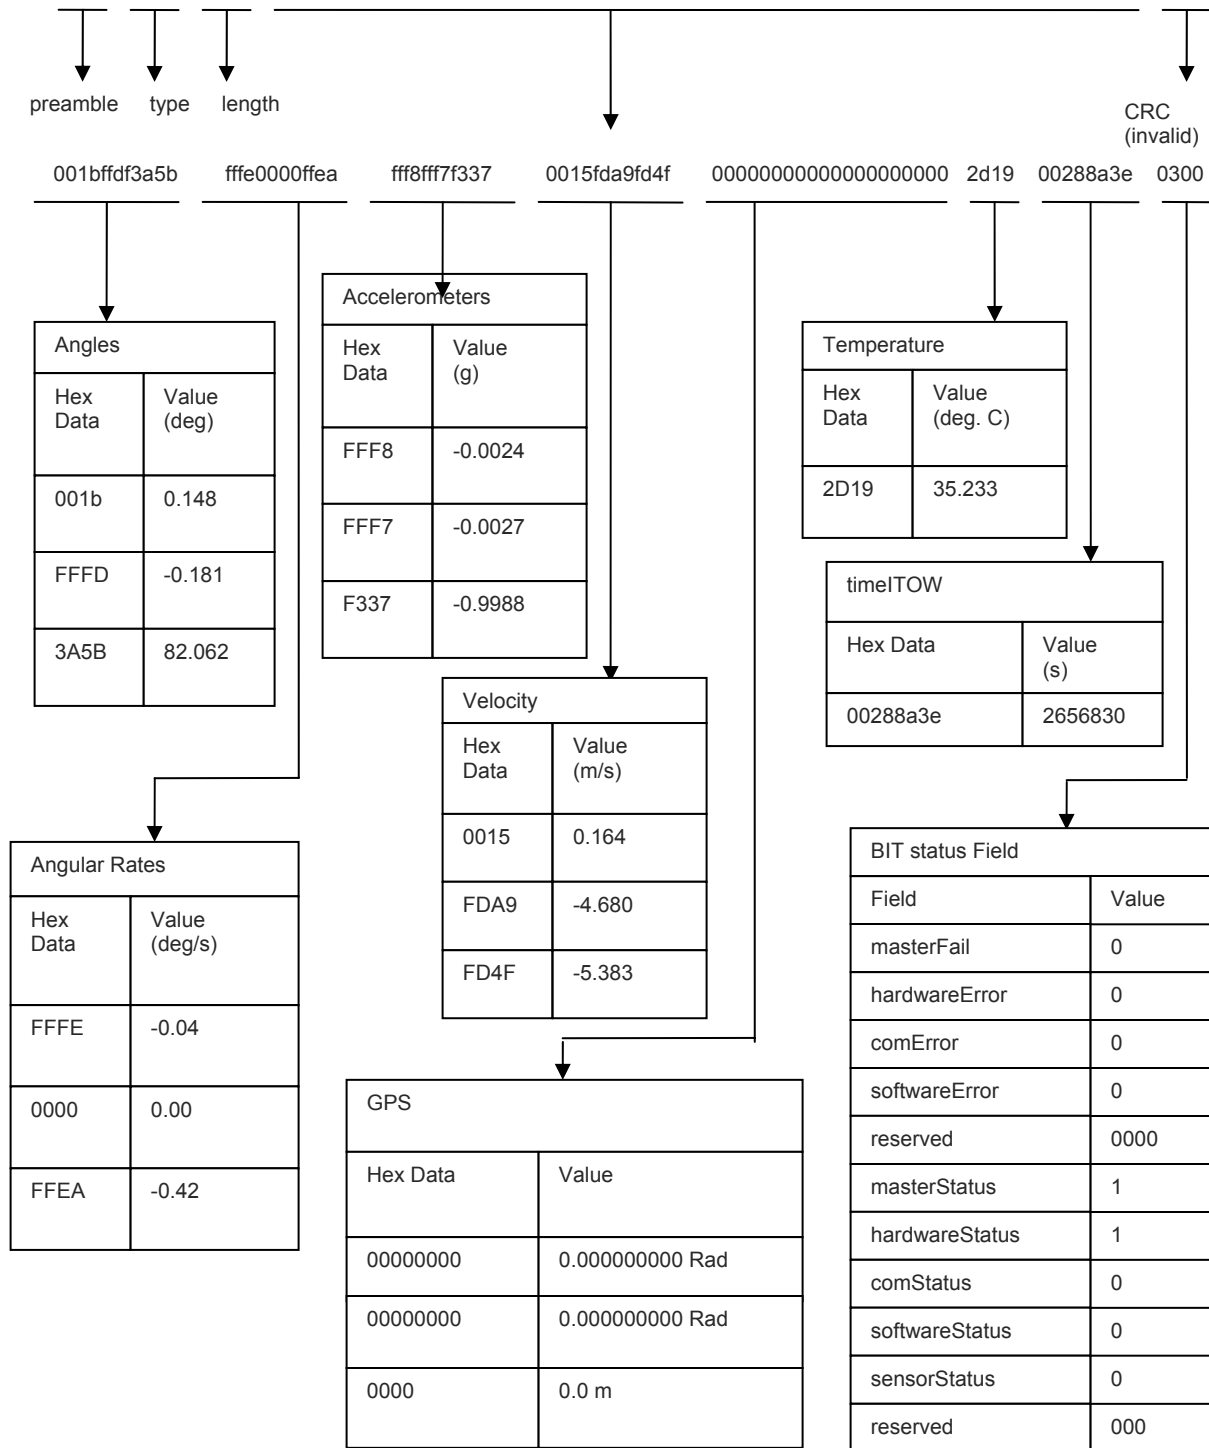 preamble type length
CRC
(invalid)
001bffdf3a5b fffe0000ffea fff8fff7f337 0015fda9fd4f 00000000000000000000 2d19 00288a3e 0300
Angles
Hex Data Value (deg)
001b 0.148
FFFD -0.181
3A5B 82.062
Accelerometers
Hex Data Value (g)
FFF8 -0.0024
FFF7 -0.0027
F337 -0.9988
Temperature
Hex Data Value (deg. C)
2D19 35.233
timeITOW
Hex Data Value (s)
00288a3e 2656830
Velocity
Hex Data Value (m/s)
0015 0.164
FDA9 -4.680
FD4F -5.383
Angular Rates
Hex Data Value (deg/s)
FFFE -0.04
0000 0.00
FFEA -0.42
BIT status Field
Field Value
masterFail 0
hardwareError 0
comError 0
softwareError 0
reserved 0000
masterStatus 1
hardwareStatus 1
comStatus 0
softwareStatus 0
sensorStatus 0
reserved 000
GPS
Hex Data Value
00000000 0.000000000 Rad
00000000 0.000000000 Rad
0000 0.0 m